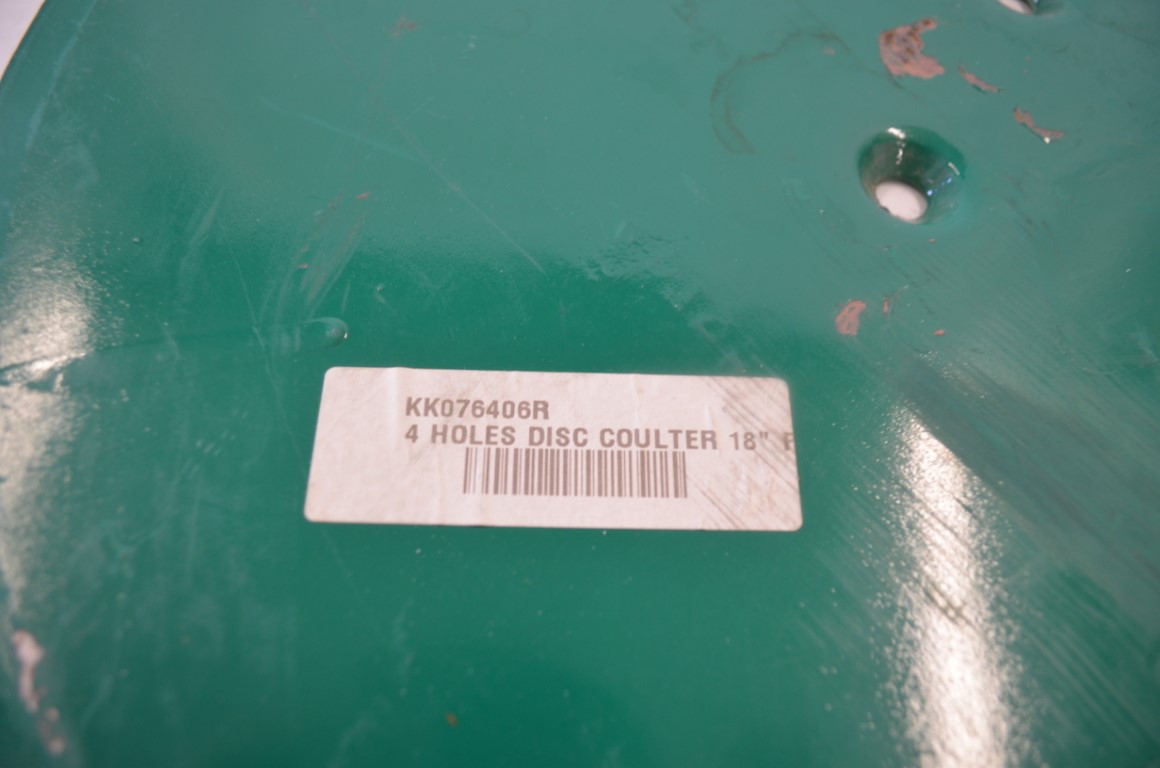 KK076406R
4 HOLES DISC COULTER 18"